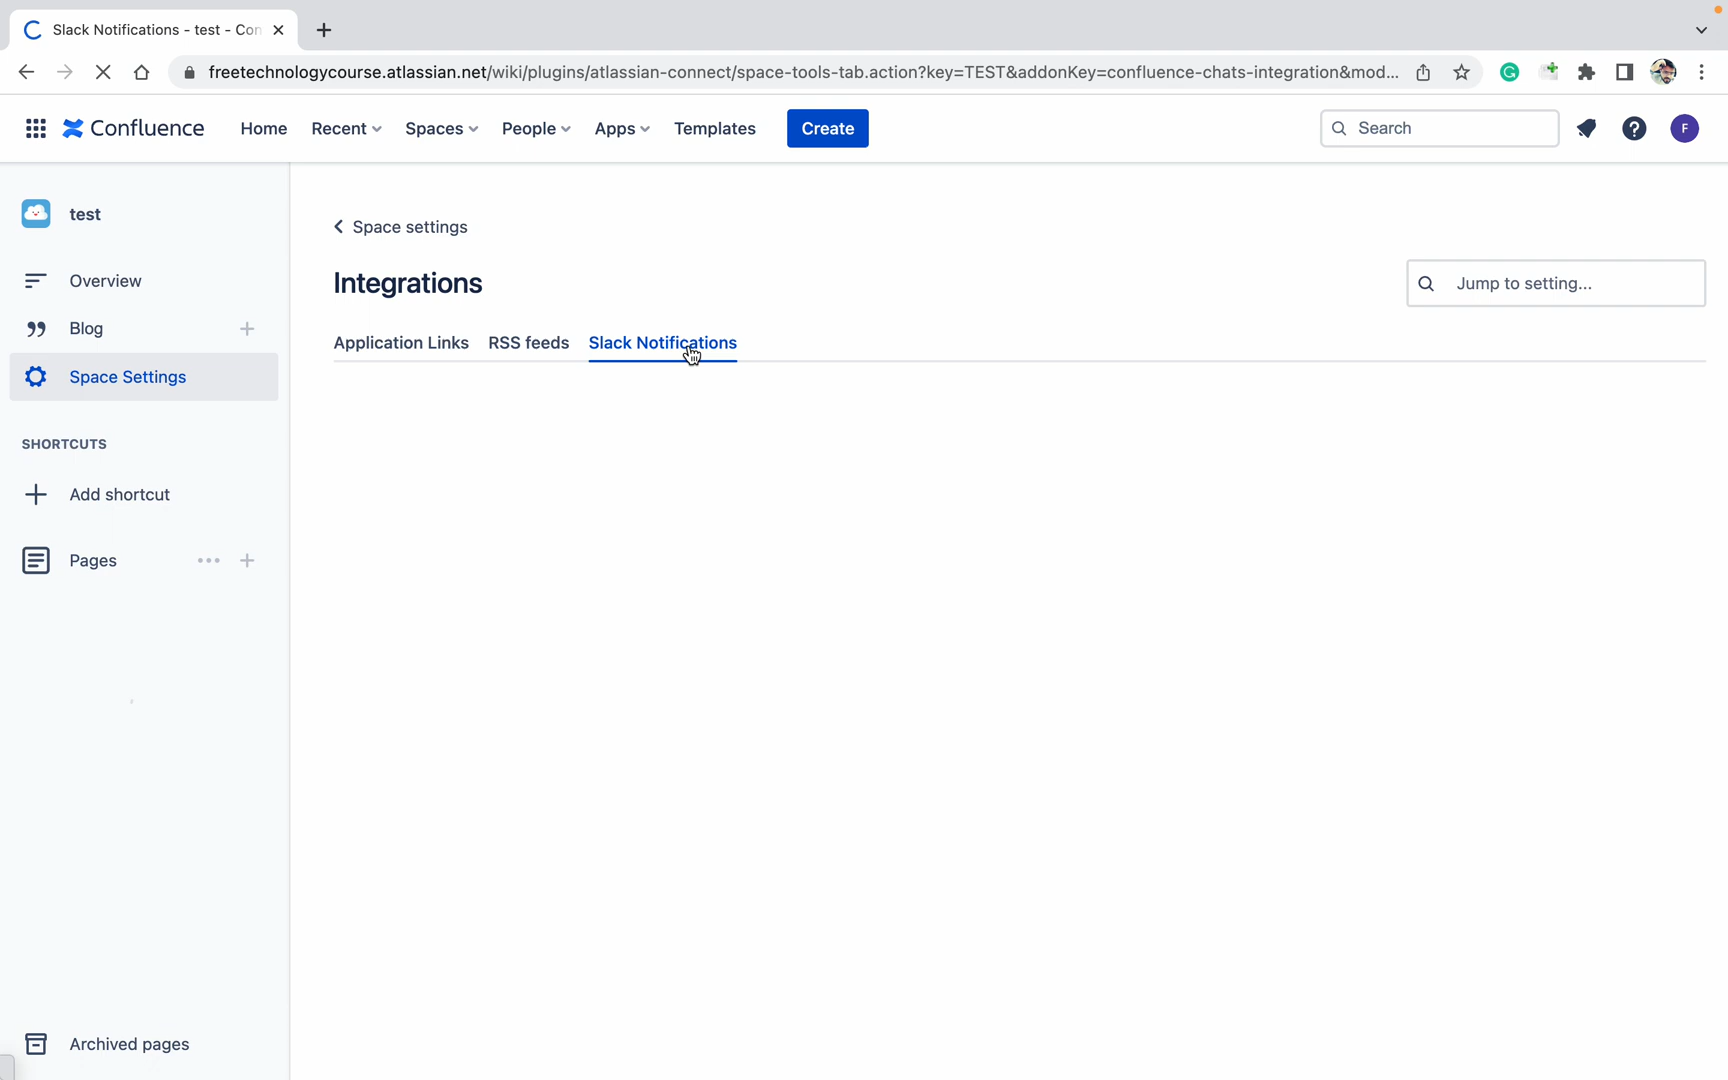 Slack Notifications - test - Con
freetechnologycourse.atlassian.net/wiki/plugins/atlassian-connect/space-tools-tab.action?key=TEST&addonKey=confluence-chats-integration&mod...
Confluence
Home
Recent
Spaces
People
Apps
Templates
Create
Search
F
test
Overview
Blog
Space Settings
SHORTCUTS
Add shortcut
Pages
Archived pages
Space settings
Integrations
Jump to setting...
Application Links
RSS feeds
Slack Notifications